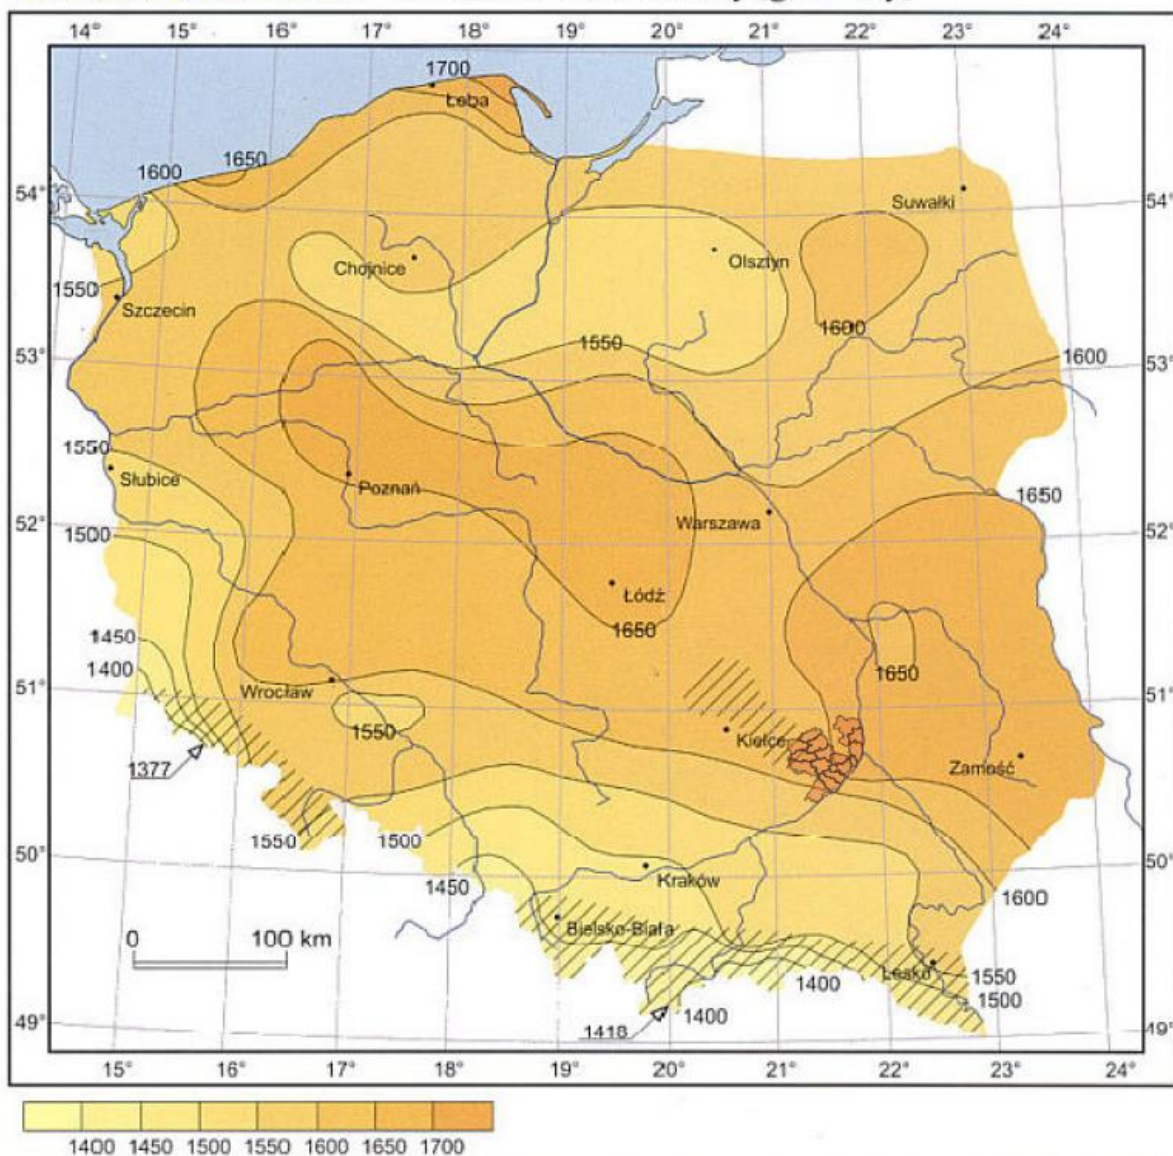 14° 15° 16° 17° 18° 19° 20° 21° 22° 23° 24°
1700
Łeba
1650
1600
54° 54°
Suwałki
Chojnice
Olsztyn
1550
Szczecin
1550
1600
53° 53°
1600
1550
Słubice
Poznań
1650
Warszawa
52° 52°
1500
Łódź
1650
1450
1400
1650
51° 51°
Wrocław
1550
Kielce
Zamość
1377
1550
1500
50° 50°
1450
Kraków
1600
0 100 km
Bielsko-Biała
Lesko
1550
1400
1500
1400
1418
49° 49°
15° 16° 17° 18° 19° 20° 21° 22° 23° 24°
1400 1450 1500 1550 1600 1650 1700